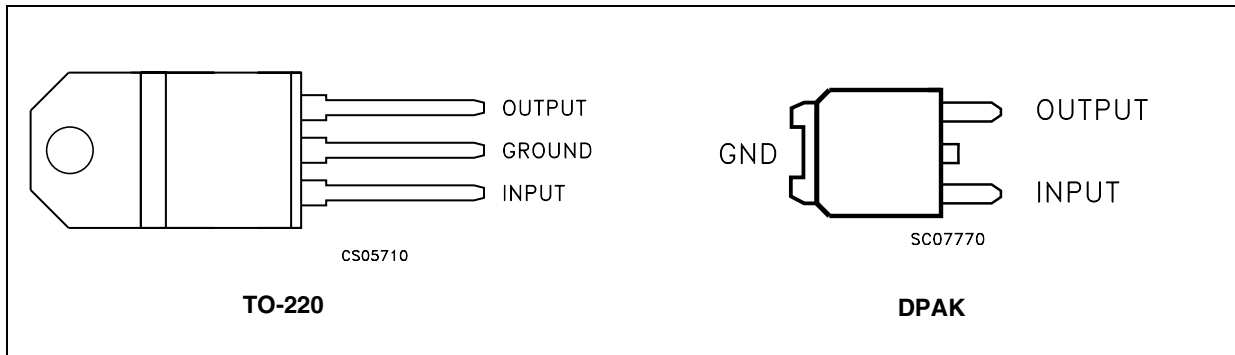 OUTPUT
GROUND
INPUT
CS05710
TO-220
GND
OUTPUT
INPUT
SC07770
DPAK